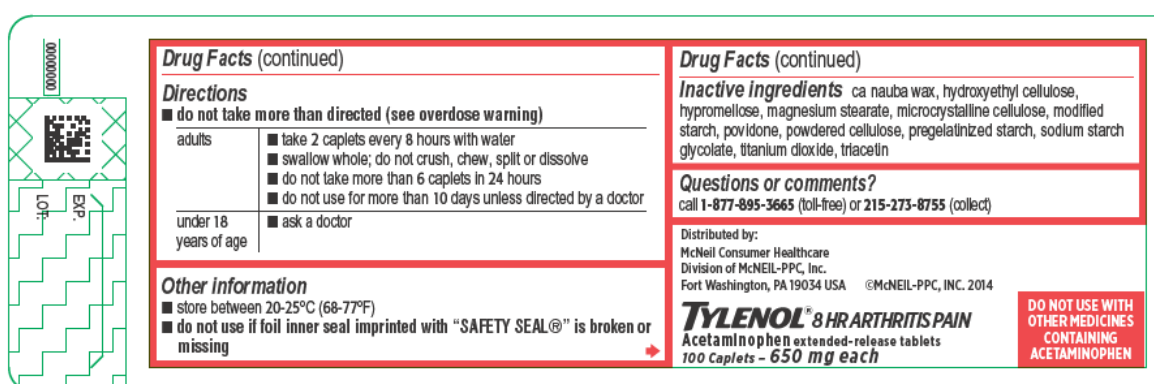 00000000
EXP.
LOT.
Drug Facts (continued)
Directions
■ do not take more than directed (see overdose warning)
adults
■ take 2 caplets every 8 hours with water
■ swallow whole; do not crush, chew, split or dissolve
■ do not take more than 6 caplets in 24 hours
■ do not use for more than 10 days unless directed by a doctor
under 18
years of age
■ ask a doctor
Other information
■ store between 20-25ºC (68-77ºF)
■ do not use if foil inner seal imprinted with “SAFETY SEAL®” is broken or
missing
Drug Facts (continued)
Inactive ingredients ca nauba wax, hydroxyethyl cellulose,
hypromellose, magnesium stearate, microcrystalline cellulose, modified
starch, povidone, powdered cellulose, pregelatinized starch, sodium starch
glycolate, titanium dioxide, triacetin
Questions or comments?
call 1-877-895-3665 (toll-free) or 215-273-8755 (collect)
Distributed by:
McNeil Consumer Healthcare
Division of McNEIL-PPC, Inc.
Fort Washington, PA 19034 USA ©McNEIL-PPC, INC. 2014
TYLENOL® 8 HR ARTHRITIS PAIN
Acetaminophen extended-release tablets
100 Caplets – 650 mg each
DO NOT USE WITH
OTHER MEDICINES
CONTAINING
ACETAMINOPHEN